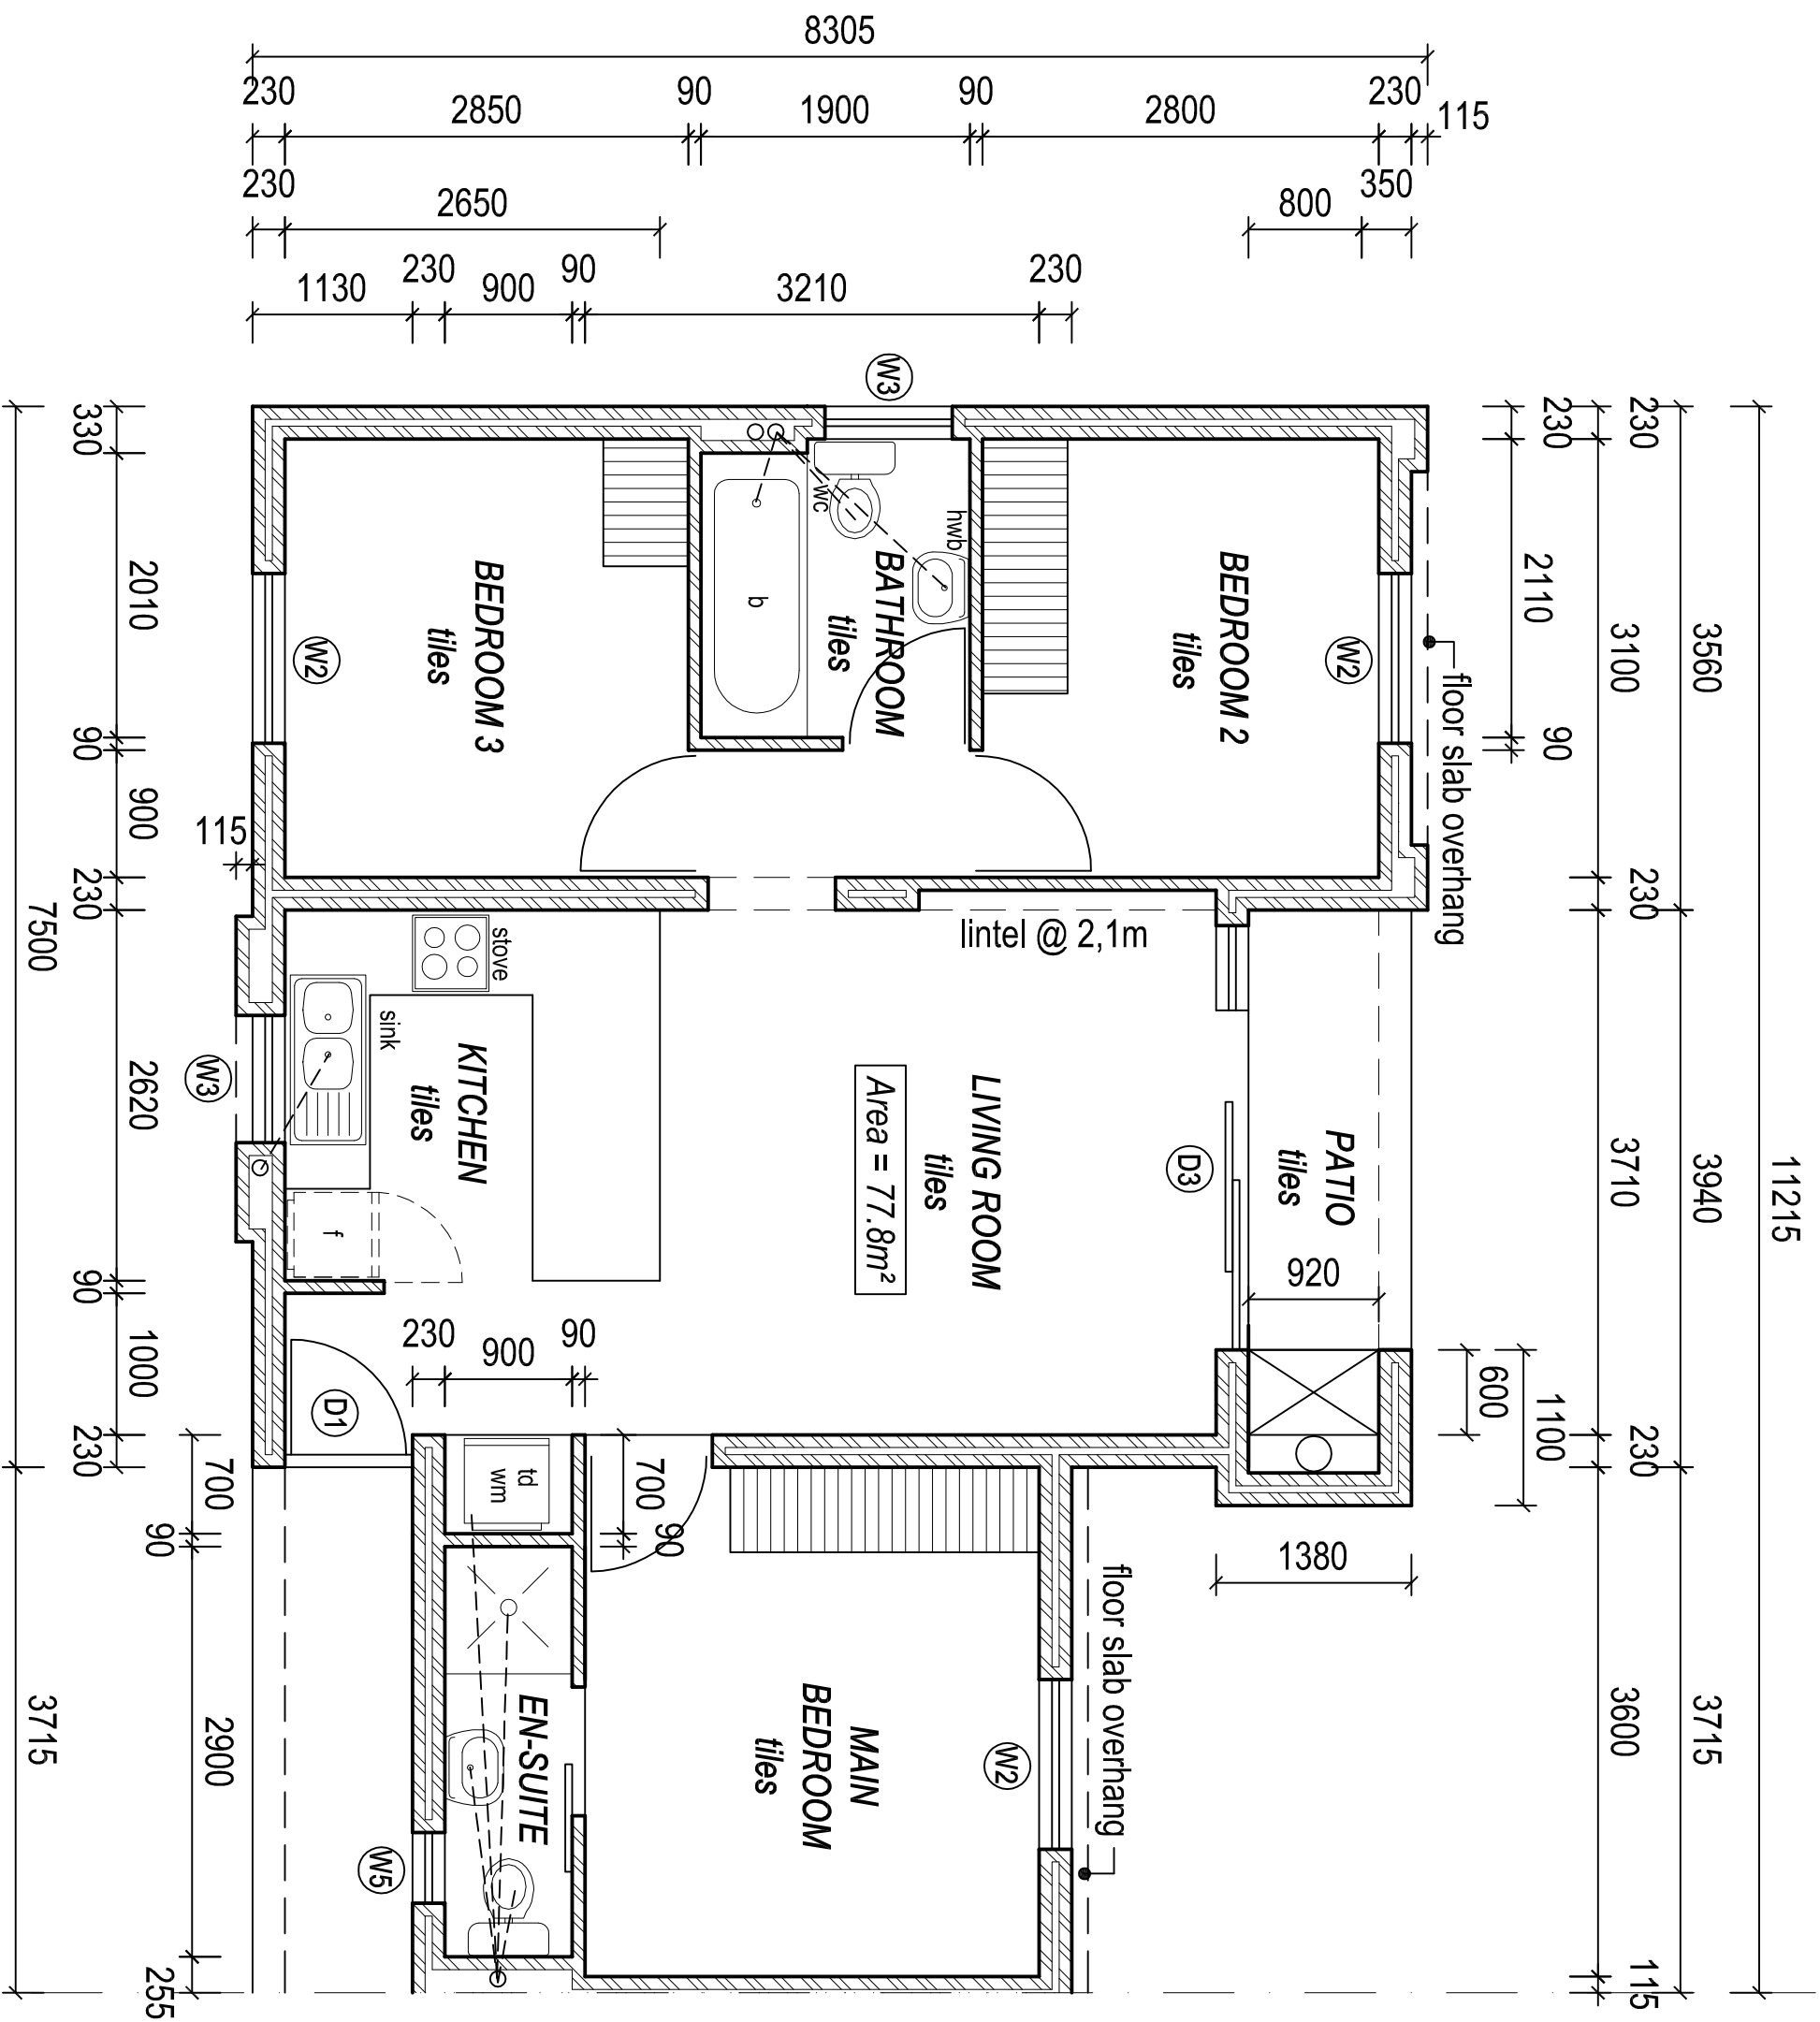 8305
230
2850
90
1900
90
2800
230
115
230
2650
800
350
1130
230
900
90
3210
230
W3
330
2010
90
900
230
2620
90
1000
230
115
7500
3715
700
90
2900
255
230
2110
90
230
3100
230
3710
230
3600
115
230
3560
3940
3715
11215
600
1100
1380
920
230
900
90
700
90
BEDROOM 3
tiles
W2
BATHROOM
tiles
wc
hwb
b
BEDROOM 2
tiles
W2
floor slab overhang
lintel @ 2,1m
stove
sink
KITCHEN
tiles
W3
f
LIVING ROOM
tiles
Area = 77.8m²
D3
PATIO
tiles
D1
td
wm
EN-SUITE
W5
MAIN
BEDROOM
tiles
W2
floor slab overhang